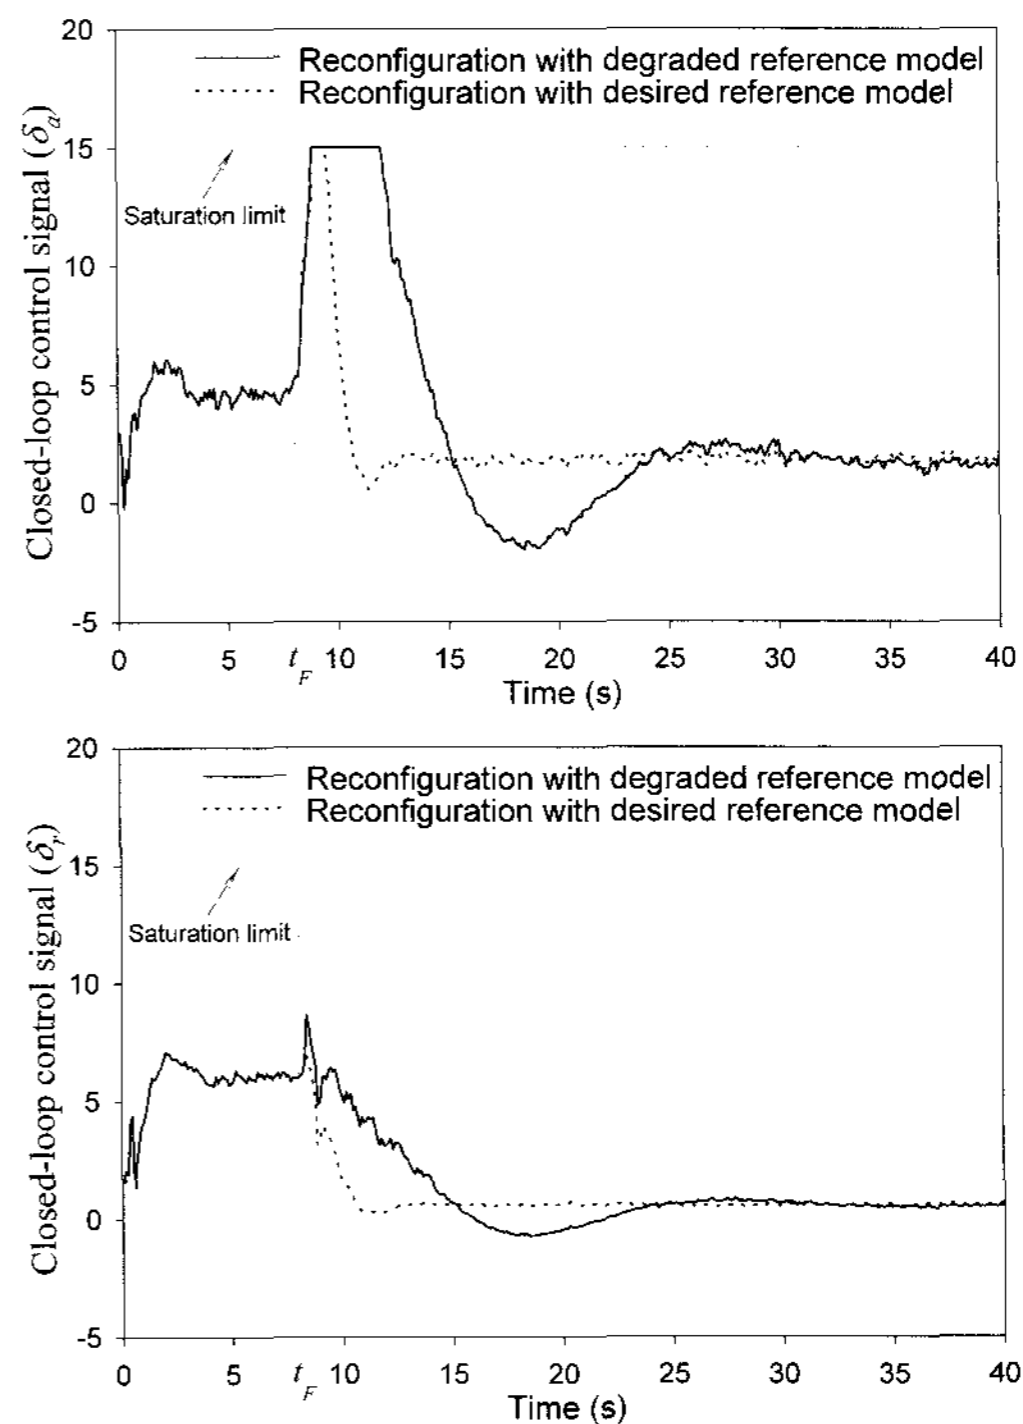 20
Reconfiguration with degraded reference model
Reconfiguration with desired reference model
15
Saturation limit
10
5
0
-5
Closed-loop control signal (δa)
0 5 tF 10 15 20 25 30 35 40
Time (s)
20
Reconfiguration with degraded reference model
Reconfiguration with desired reference model
15
Saturation limit
10
5
0
-5
Closed-loop control signal (δr)
0 5 tF 10 15 20 25 30 35 40
Time (s)